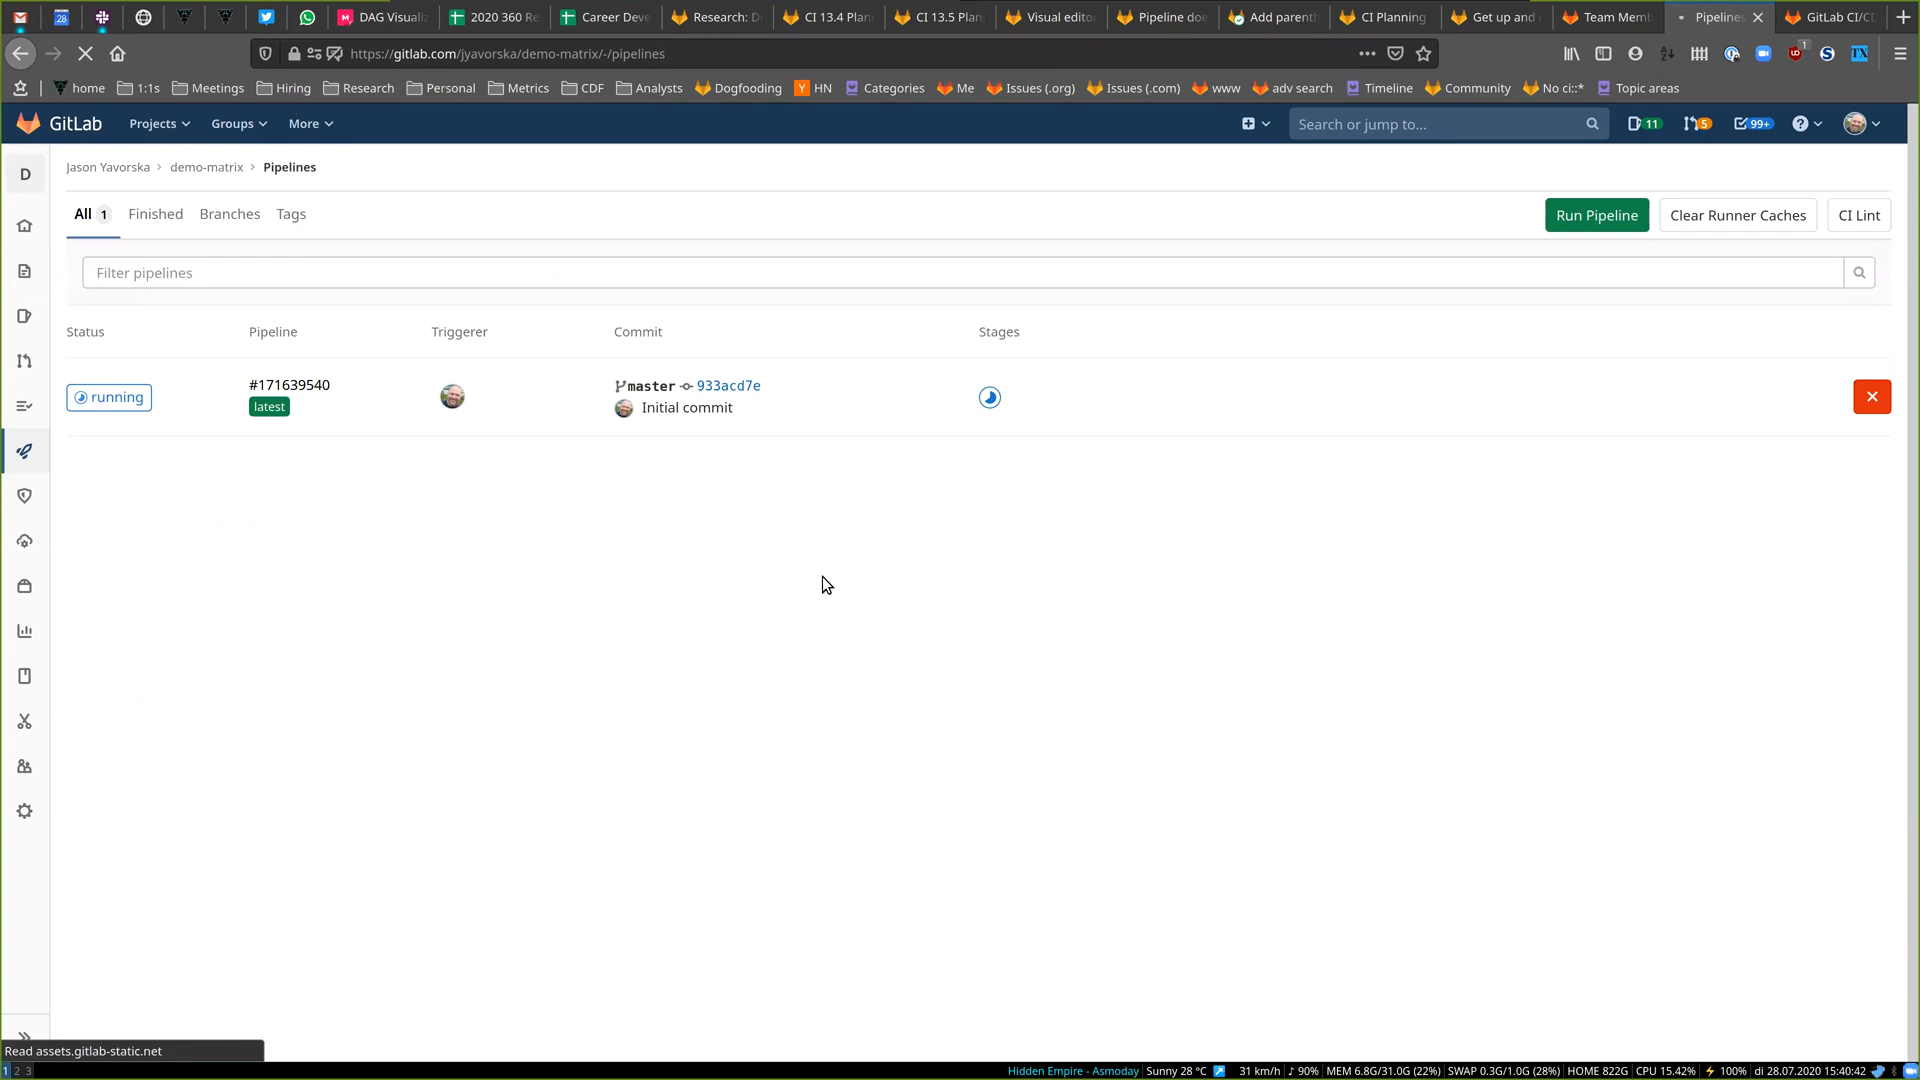 28
DAG Visualiz
2020 360 Re
Career Deve
Research: D
CI 13.4 Plan
CI 13.5 Plan
Visual edito
Pipeline doe
Add parent
CI Planning
Get up and
Team Memb
Pipelines
GitLab CI/C
https://gitlab.com/jyavorska/demo-matrix/-/pipelines
1
home
1:1s
Meetings
Hiring
Research
Personal
Metrics
CDF
Analysts
Dogfooding
HN
Categories
Me
Issues (.org)
Issues (.com)
www
adv search
Timeline
Community
No ci::*
Topic areas
GitLab
Projects
Groups
More
Search or jump to...
11
5
99+
D
Jason Yavorska > demo-matrix > Pipelines
All 1
Finished
Branches
Tags
Run Pipeline
Clear Runner Caches
CI Lint
Filter pipelines
Status
Pipeline
Triggerer
Commit
Stages
running
#171639540
latest
master
933acd7e
Initial commit
Read assets.gitlab-static.net
1 2 3
Hidden Empire - Asmoday | Sunny 28 °C
31 km/h | ♪ 90% | MEM 6.8G/31.0G (22%) | SWAP 0.3G/1.0G (28%) | HOME 822G | CPU 15.42% | ⚡ 100% | di 28.07.2020 15:40:42